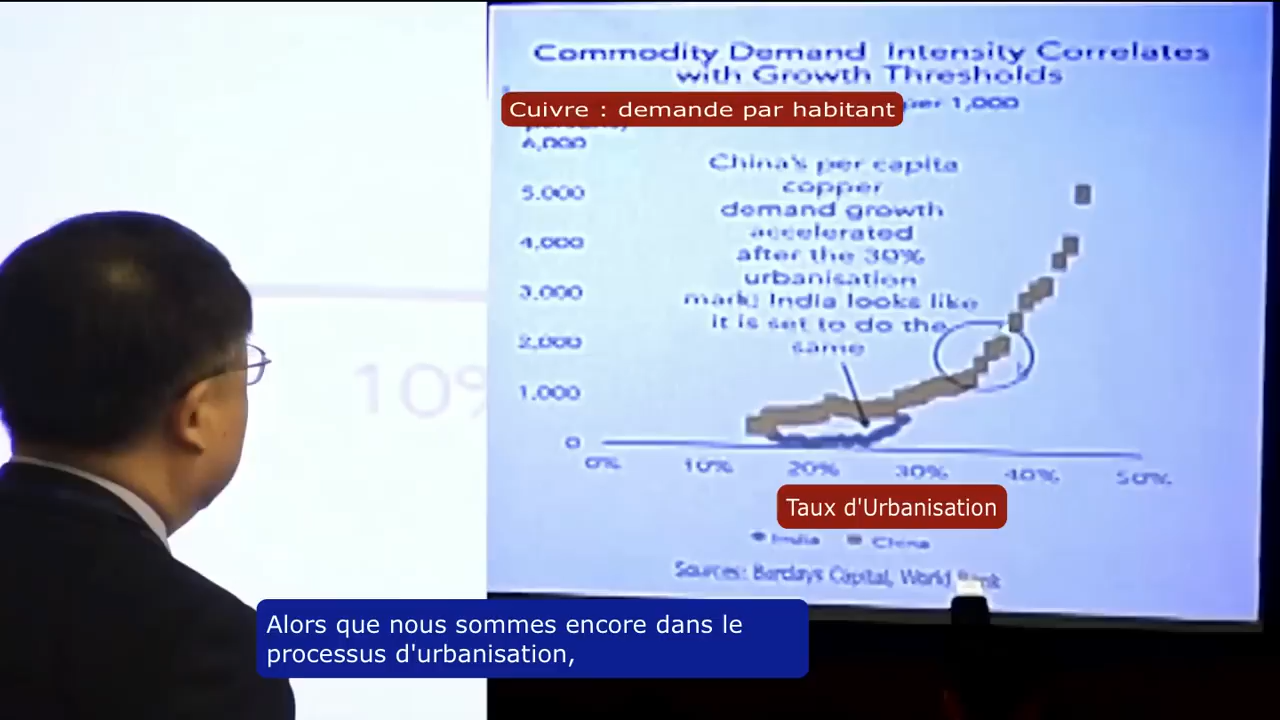 Commodity Demand Intensity Correlates
with Growth Thresholds
Cuivre : demande par habitant
per 1,000
6,000
China's per capita
copper
5.000
demand growth
accelerated
4,000
after the 30%
urbanisation
3.000
mark; India looks like
it is set to do the
2,000
same
1.000
0
0% 10% 20% 30% 40% 50%
10%
Taux d'Urbanisation
India China
Sources: Barclays Capital, World Bank
Alors que nous sommes encore dans le
processus d'urbanisation,